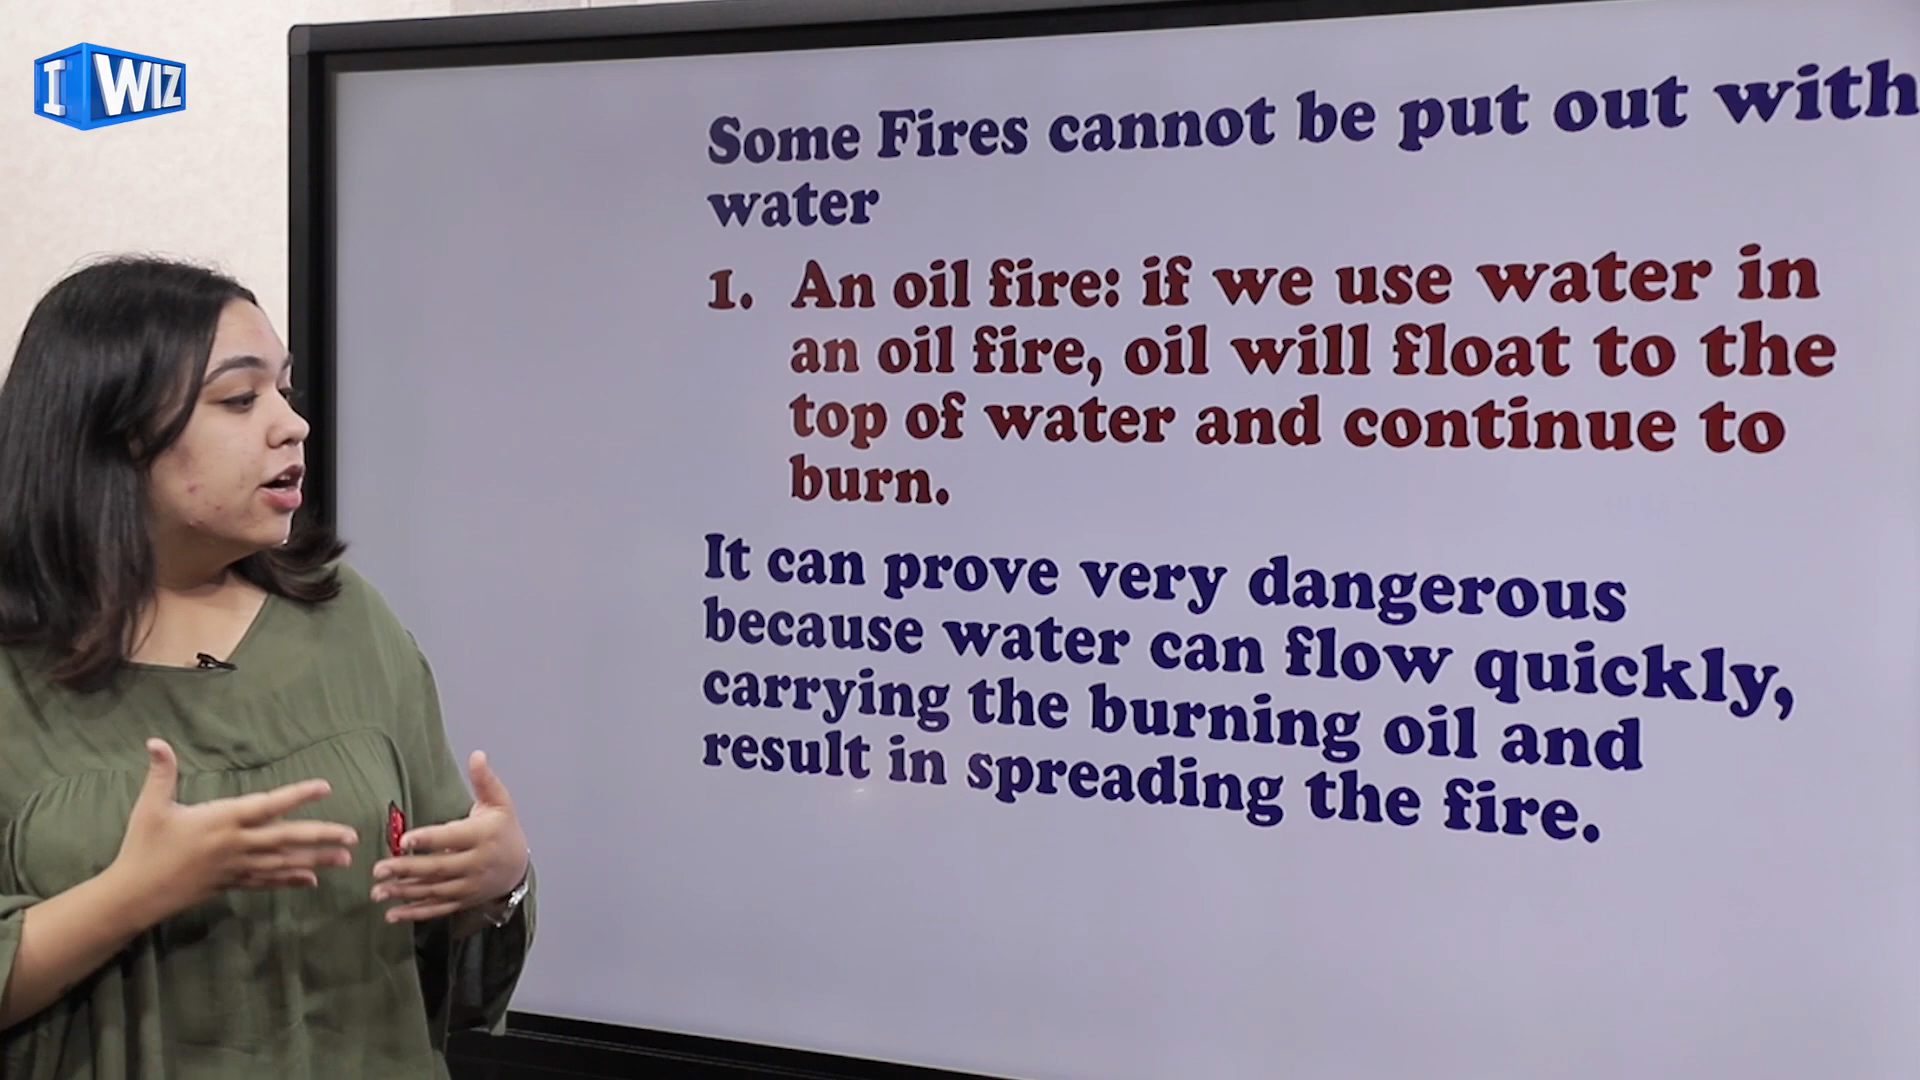 I WIZ
Some Fires cannot be put out with
water
1. An oil fire: if we use water in
an oil fire, oil will float to the
top of water and continue to
burn.
It can prove very dangerous
because water can flow quickly,
carrying the burning oil and
result in spreading the fire.